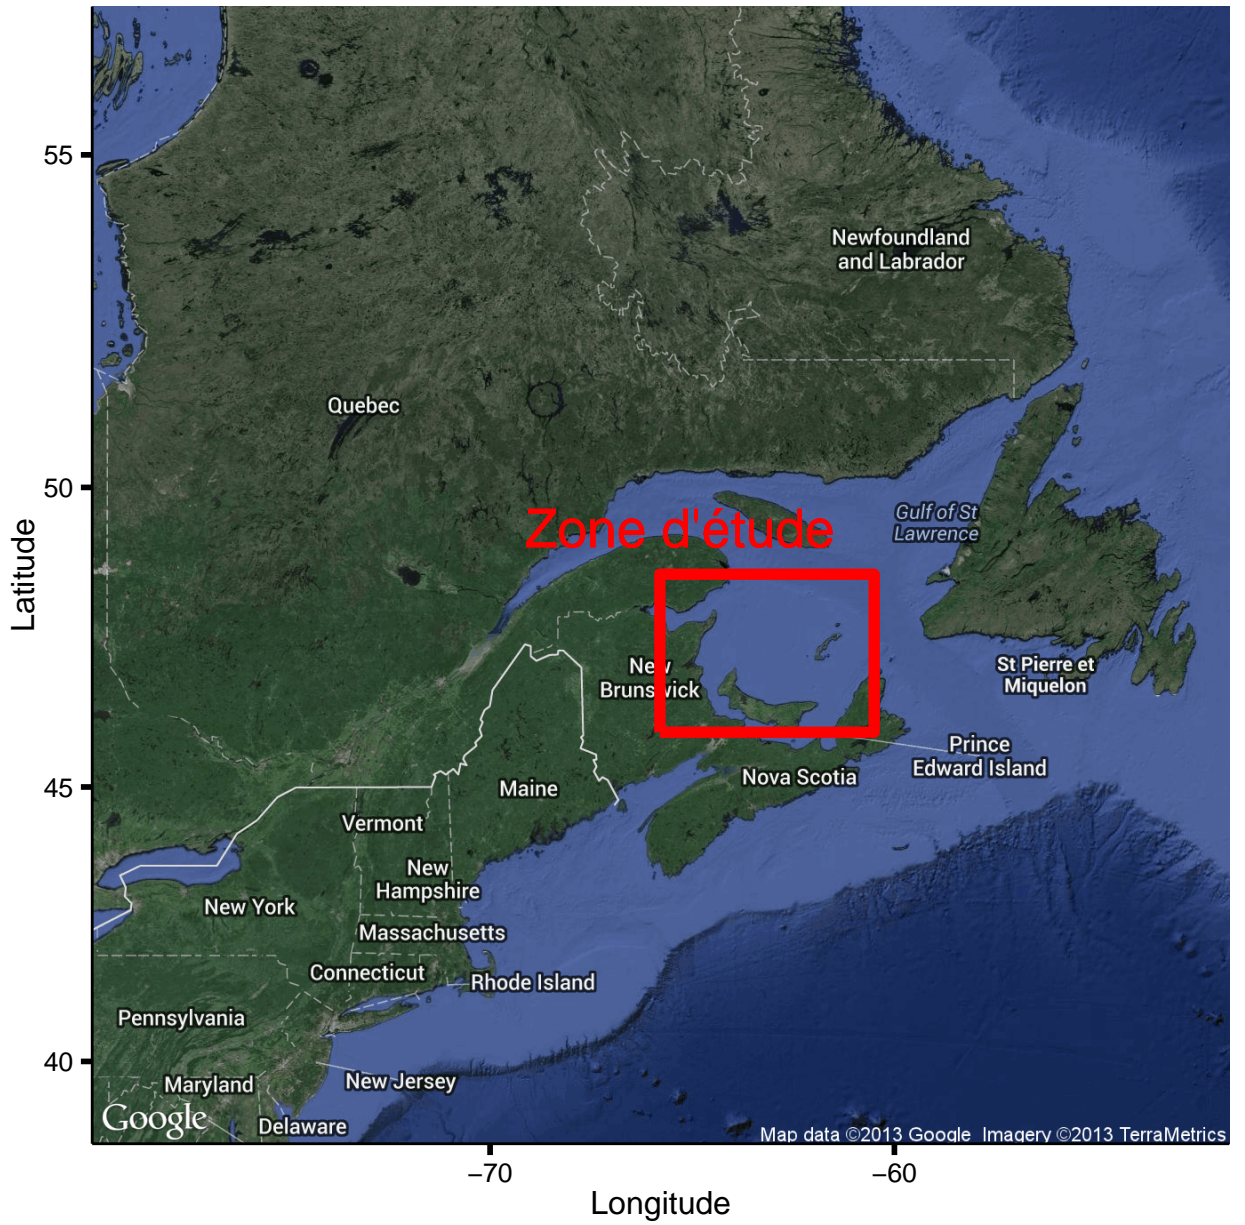 55
Newfoundland
and Labrador
Quebec
50
Gulf of St
Lawrence
Zone d'étude
Latitude
New
Brunswick
St Pierre et
Miquelon
Prince
Edward Island
Nova Scotia
45
Maine
Vermont
New
Hampshire
New York
Massachusetts
Connecticut
Rhode Island
Pennsylvania
40
Maryland
New Jersey
Google
Delaware
Map data ©2013 Google Imagery ©2013 TerraMetrics
−70
−60
Longitude